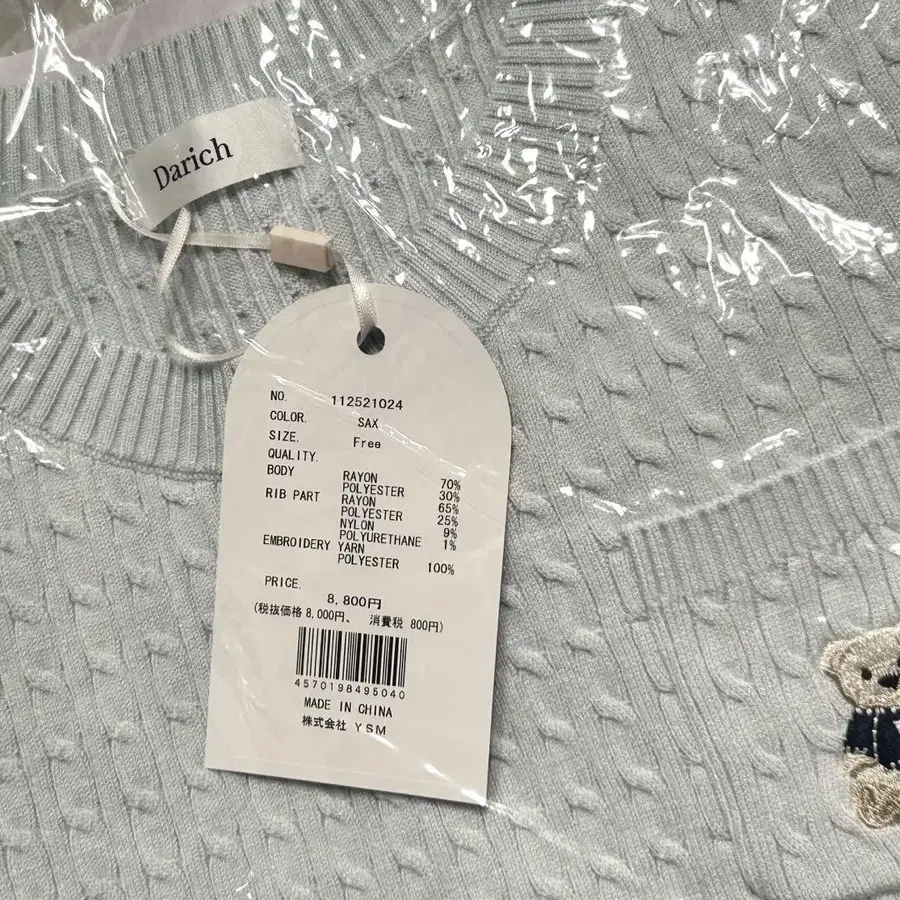 Darich
NO. 112521024
COLOR. SAX
SIZE. Free
QUALITY.
BODY RAYON 70%
POLYESTER 30%
RIB PART RAYON 65%
POLYESTER 25%
NYLON 9%
POLYURETHANE 1%
EMBROIDERY YARN
POLYESTER 100%
PRICE.
8,800円
(税抜価格 8,000円、 消費税 800円)
4570198495040
MADE IN CHINA
株式会社 YSM